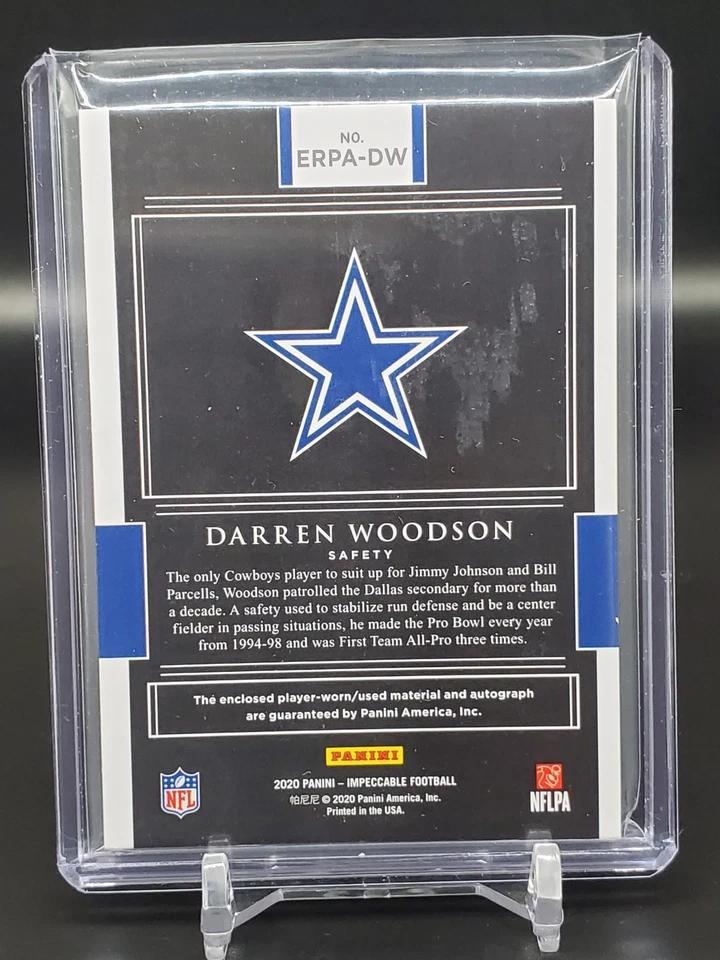 NO.
ERPA-DW
DARREN WOODSON
SAFETY
The only Cowboys player to suit up for Jimmy Johnson and Bill
Parcells, Woodson patrolled the Dallas secondary for more than
a decade. A safety used to stabilize run defense and be a center
fielder in passing situations, he made the Pro Bowl every year
from 1994-98 and was First Team All-Pro three times.
The enclosed player-worn/used material and autograph
are guaranteed by Panini America, Inc.
PANINI
2020 PANINI – IMPECCABLE FOOTBALL
帕尼尼 © 2020 Panini America, Inc.
Printed in the USA.
NFL
NFLPA